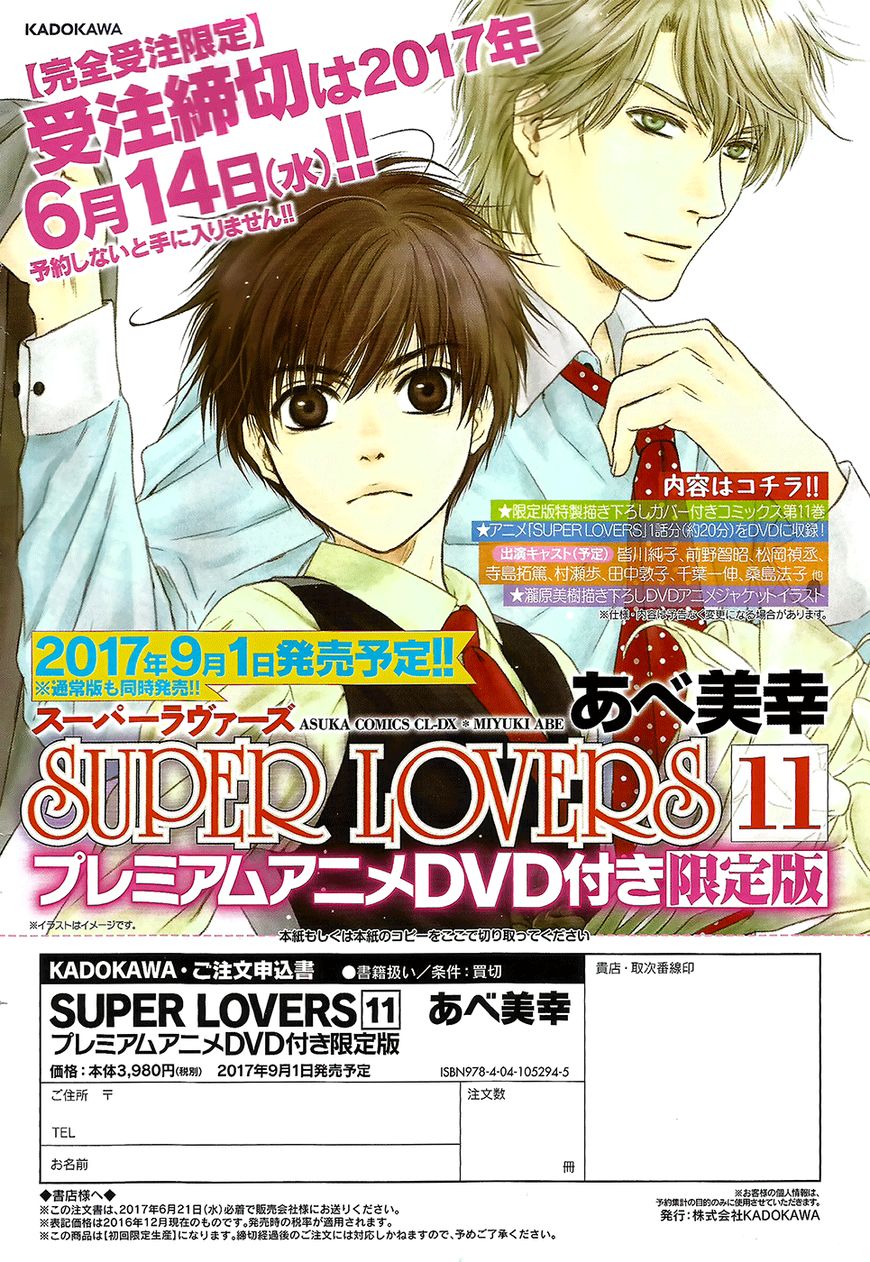 KADOKAWA
【完全受注限定】
受注締切は2017年
6月14日(水)!!
予約しないと手に入りません!!
内容はコチラ!!
★限定版特製描き下ろしカバー付きコミックス第11巻
★アニメ「SUPER LOVERS」1話分(約20分)をDVDに収録!
出演キャスト(予定) 皆川純子、前野智昭、松岡禎丞、
寺島拓篤、村瀬歩、田中敦子、千葉一伸、桑島法子 他
★瀧原美樹描き下ろしDVDアニメジャケットイラスト
※仕様・内容は予告なく変更になる場合があります。
2017年9月1日発売予定!!
※通常版も同時発売!!
スーパーラヴァーズ ASUKA COMICS CL-DX * MIYUKI ABE あべ美幸
SUPER LOVERS 11
プレミアムアニメDVD付き限定版
※イラストはイメージです。
本紙もしくは本紙のコピーをここで切り取ってください
KADOKAWA・ご注文申込書 ●書籍扱い/条件:買切
貴店・取次番線印
SUPER LOVERS 11 あべ美幸
プレミアムアニメDVD付き限定版
価格:本体3,980円(税別) 2017年9月1日発売予定 ISBN978-4-04-105294-5
ご住所 〒
注文数
TEL
お名前
冊
◆書店様へ◆
※この注文書は、2017年6月21日(水)必着で販売会社様にお送りください。
※表記価格は2016年12月現在のものです。発売時の税率が適用されます。
※この商品は【初回限定生産】になります。締切経過後のご注文には対応しかねますので、予めご了承ください。
※お客様の個人情報は、
予約集計の目的のみに使用させていただきます。
発行:株式会社KADOKAWA